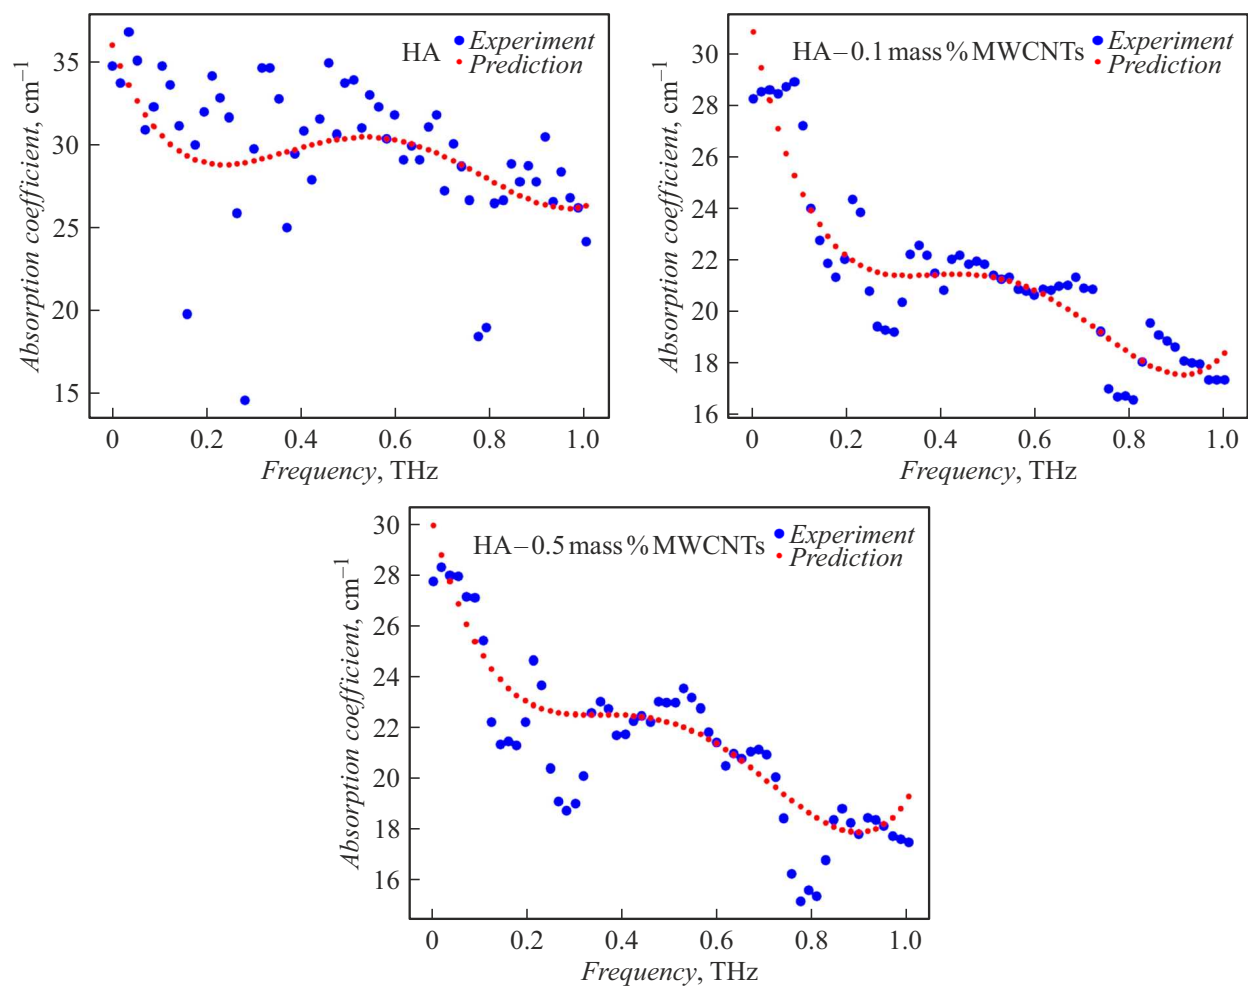 HA
Experiment
Prediction
Absorption coefficient, cm⁻¹
35
30
25
20
15
0 0.2 0.4 0.6 0.8 1.0
Frequency, THz
HA–0.1 mass % MWCNTs
Experiment
Prediction
Absorption coefficient, cm⁻¹
30
28
26
24
22
20
18
16
0 0.2 0.4 0.6 0.8 1.0
Frequency, THz
HA–0.5 mass % MWCNTs
Experiment
Prediction
Absorption coefficient, cm⁻¹
30
28
26
24
22
20
18
16
0 0.2 0.4 0.6 0.8 1.0
Frequency, THz